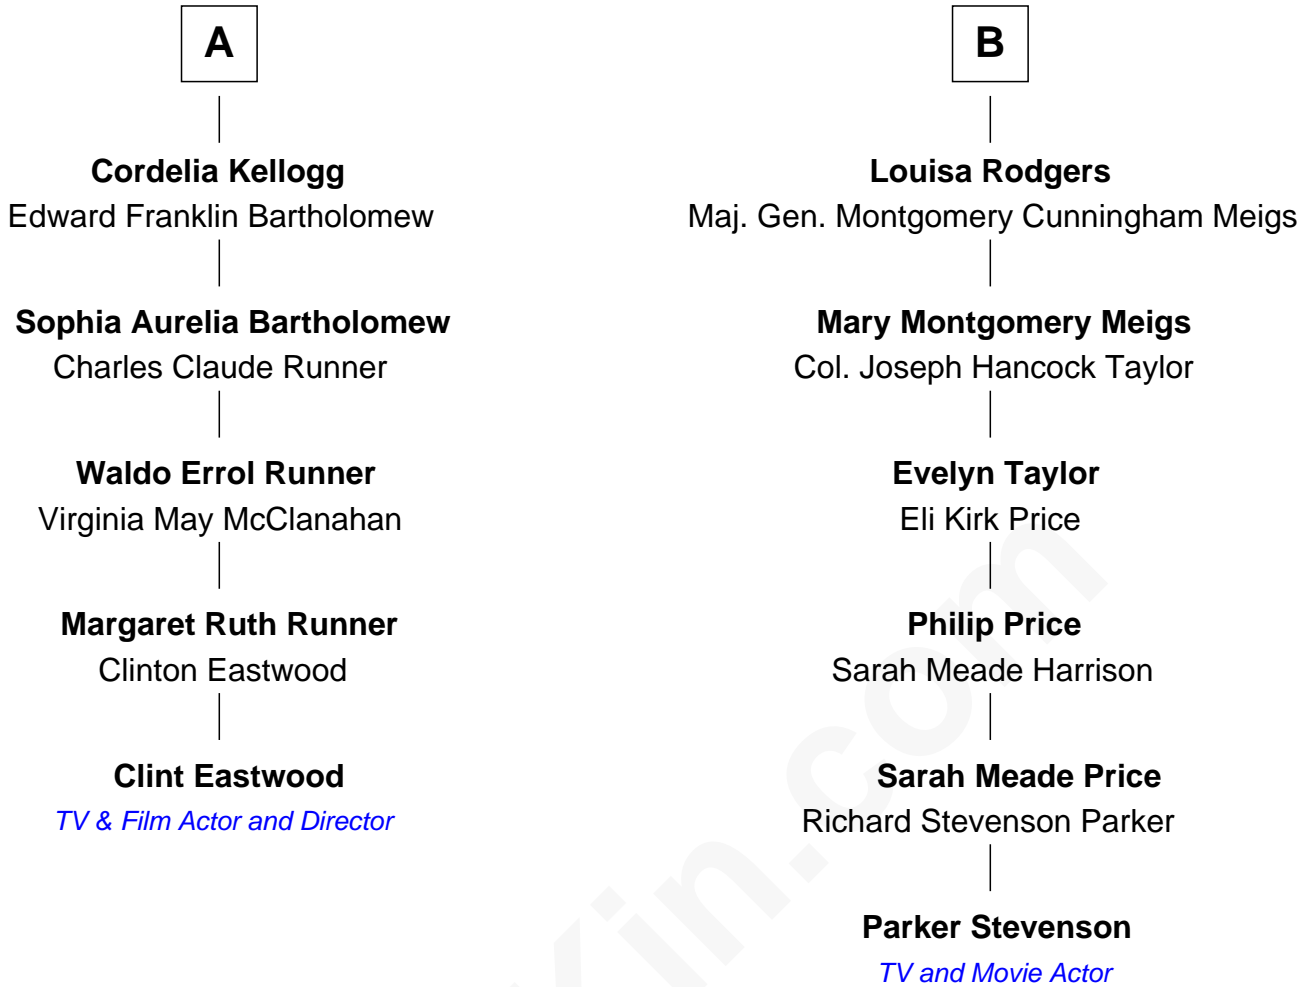 A
Cordelia Kellogg
Edward Franklin Bartholomew
Sophia Aurelia Bartholomew
Charles Claude Runner
Waldo Errol Runner
Virginia May McClanahan
Margaret Ruth Runner
Clinton Eastwood
Clint Eastwood
TV & Film Actor and Director
B
Louisa Rodgers
Maj. Gen. Montgomery Cunningham Meigs
Mary Montgomery Meigs
Col. Joseph Hancock Taylor
Evelyn Taylor
Eli Kirk Price
Philip Price
Sarah Meade Harrison
Sarah Meade Price
Richard Stevenson Parker
Parker Stevenson
TV and Movie Actor
Kin.com